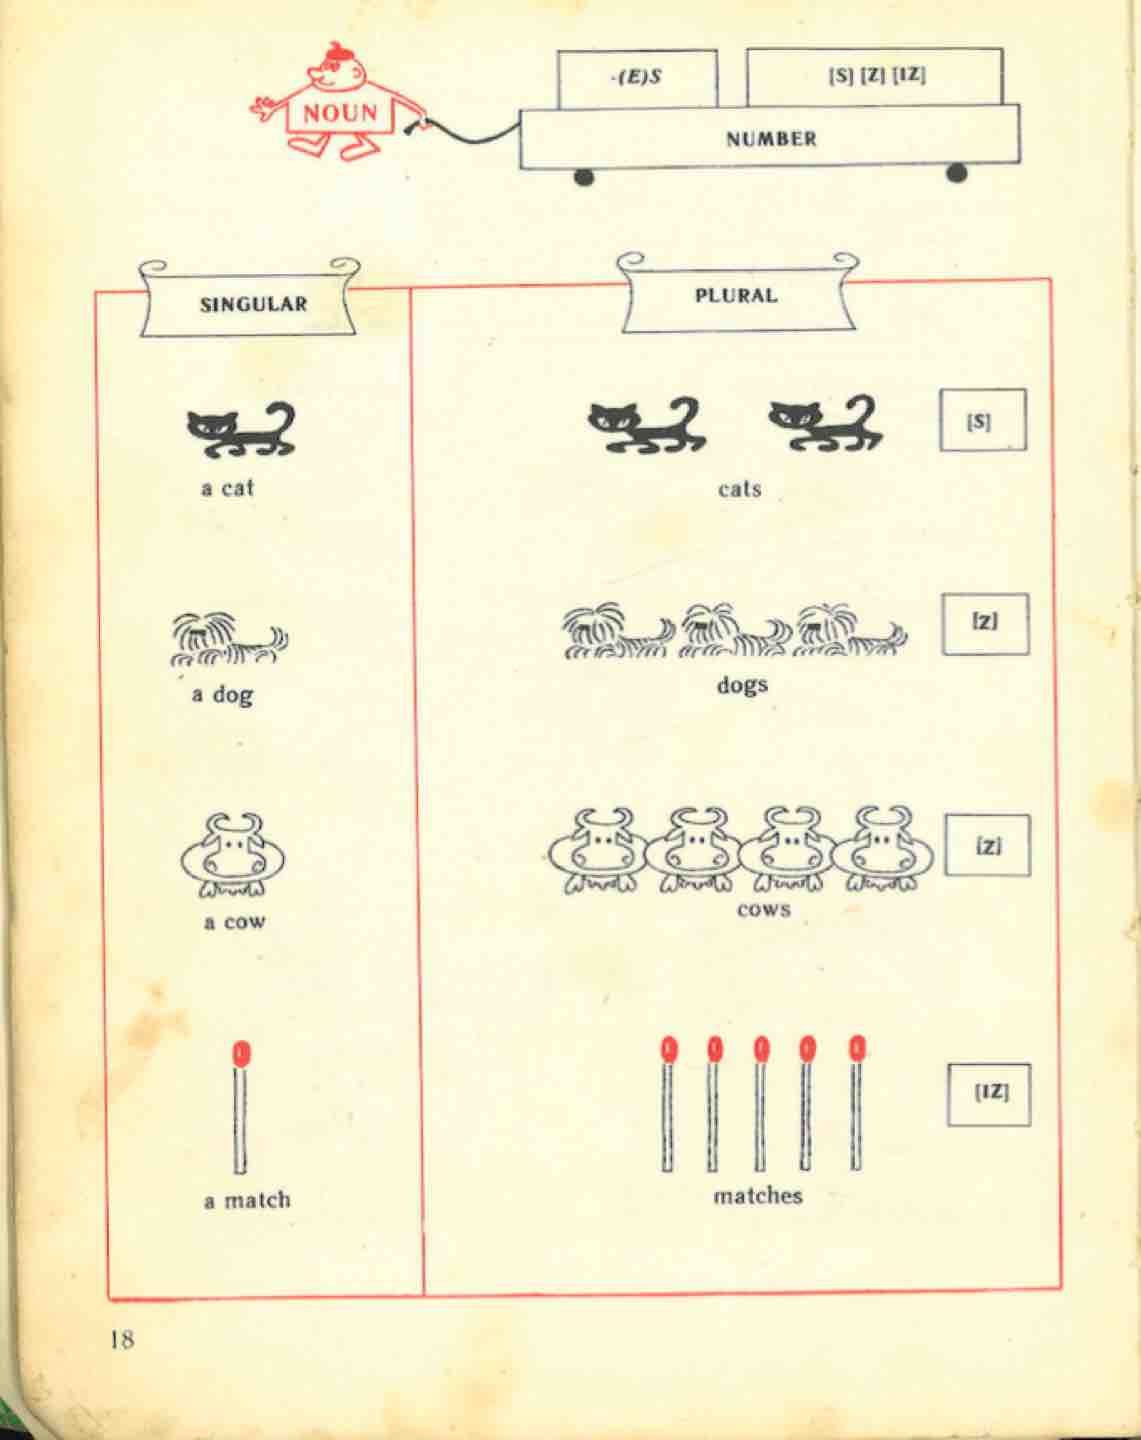 -(E)S [S] [Z] [IZ]
NOUN
NUMBER
SINGULAR PLURAL
[S]
a cat cats
[Z]
a dog dogs
[Z]
a cow cows
[IZ]
a match matches
18